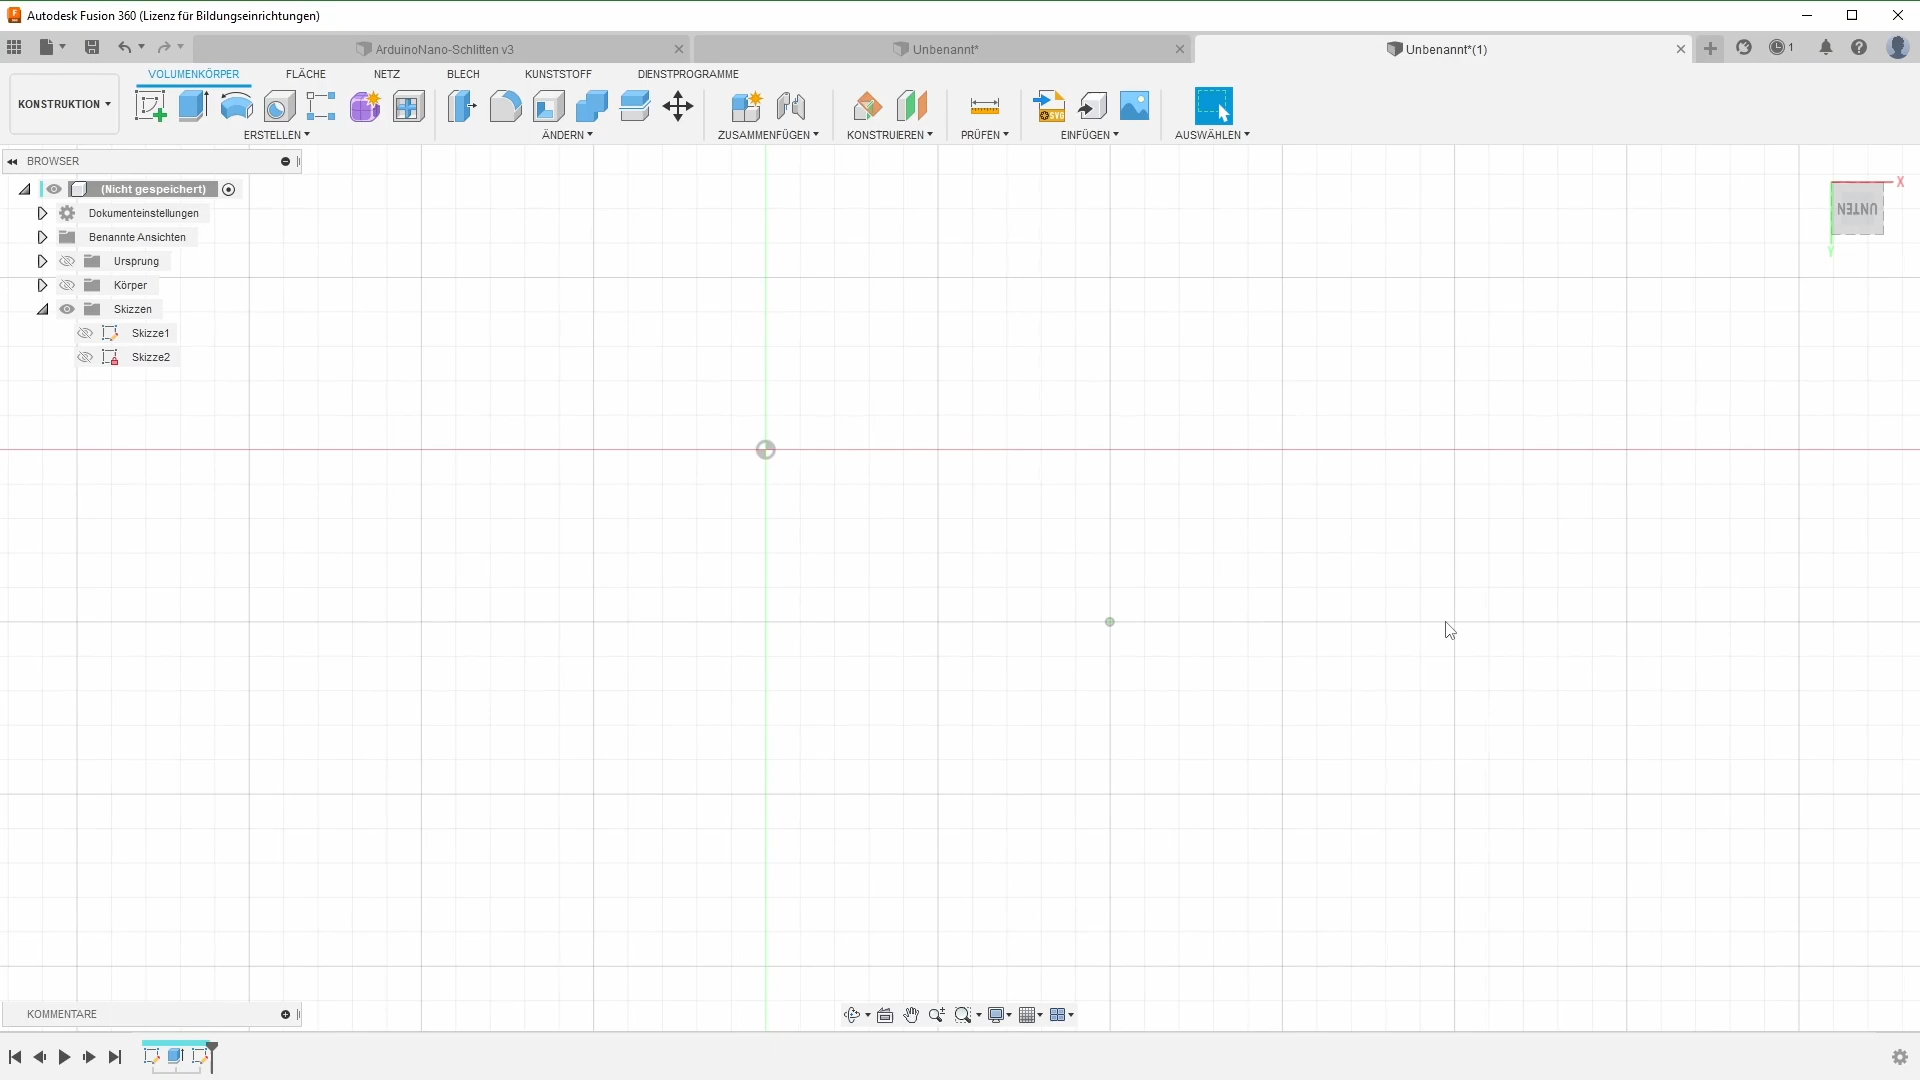 Autodesk Fusion 360 (Lizenz für Bildungseinrichtungen)
ArduinoNano-Schlitten v3
Unbenannt*
Unbenannt*(1)
1
VOLUMENKÖRPER
FLÄCHE
NETZ
BLECH
KUNSTSTOFF
DIENSTPROGRAMME
KONSTRUKTION
SVG
ERSTELLEN
ÄNDERN
ZUSAMMENFÜGEN
KONSTRUIEREN
PRÜFEN
EINFÜGEN
AUSWÄHLEN
BROWSER
(Nicht gespeichert)
Dokumenteinstellungen
Benannte Ansichten
Ursprung
Körper
Skizzen
Skizze1
Skizze2
X
UNTEN
Y
KOMMENTARE